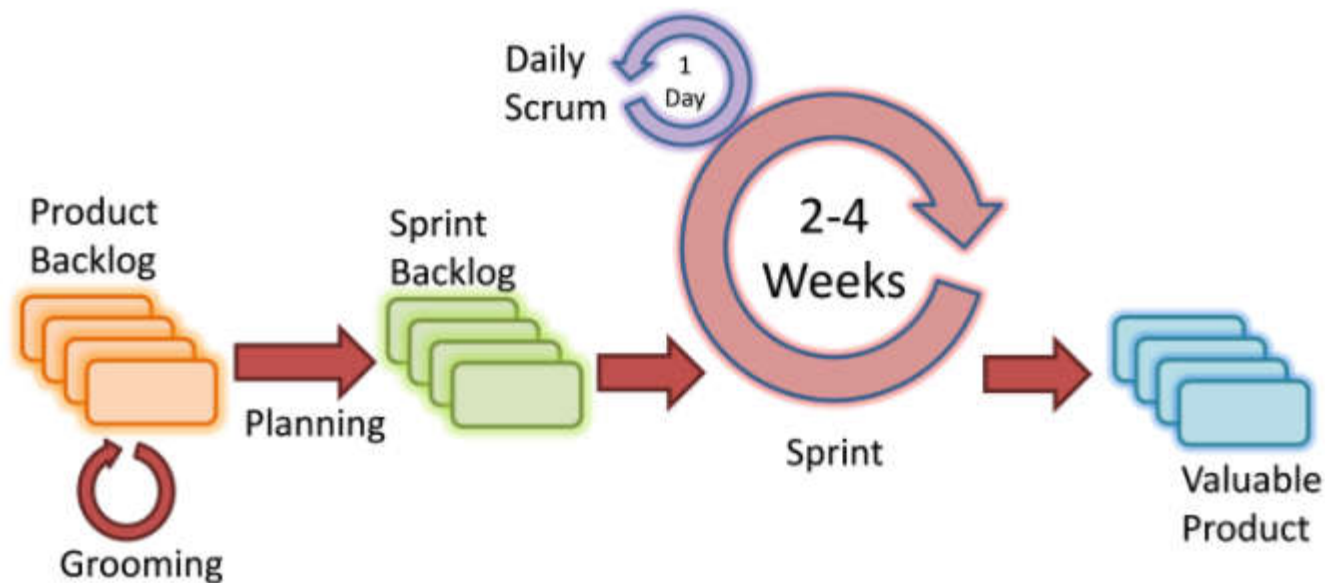 Product
Backlog
Grooming
Planning
Sprint
Backlog
Daily
Scrum
1
Day
2-4
Weeks
Sprint
Valuable
Product